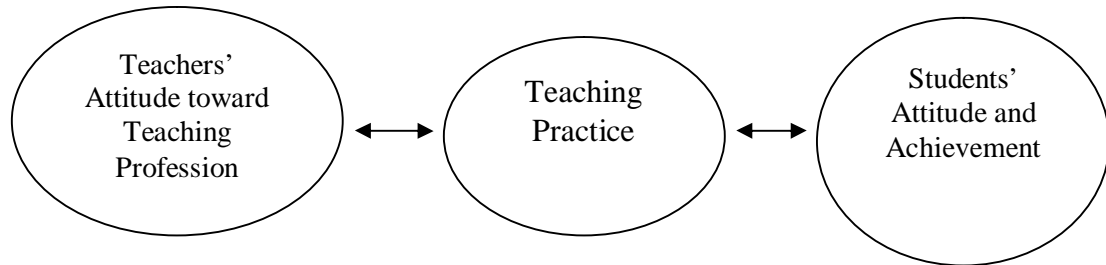 Teachers’
Attitude toward
Teaching
Profession
Teaching
Practice
Students’
Attitude and
Achievement